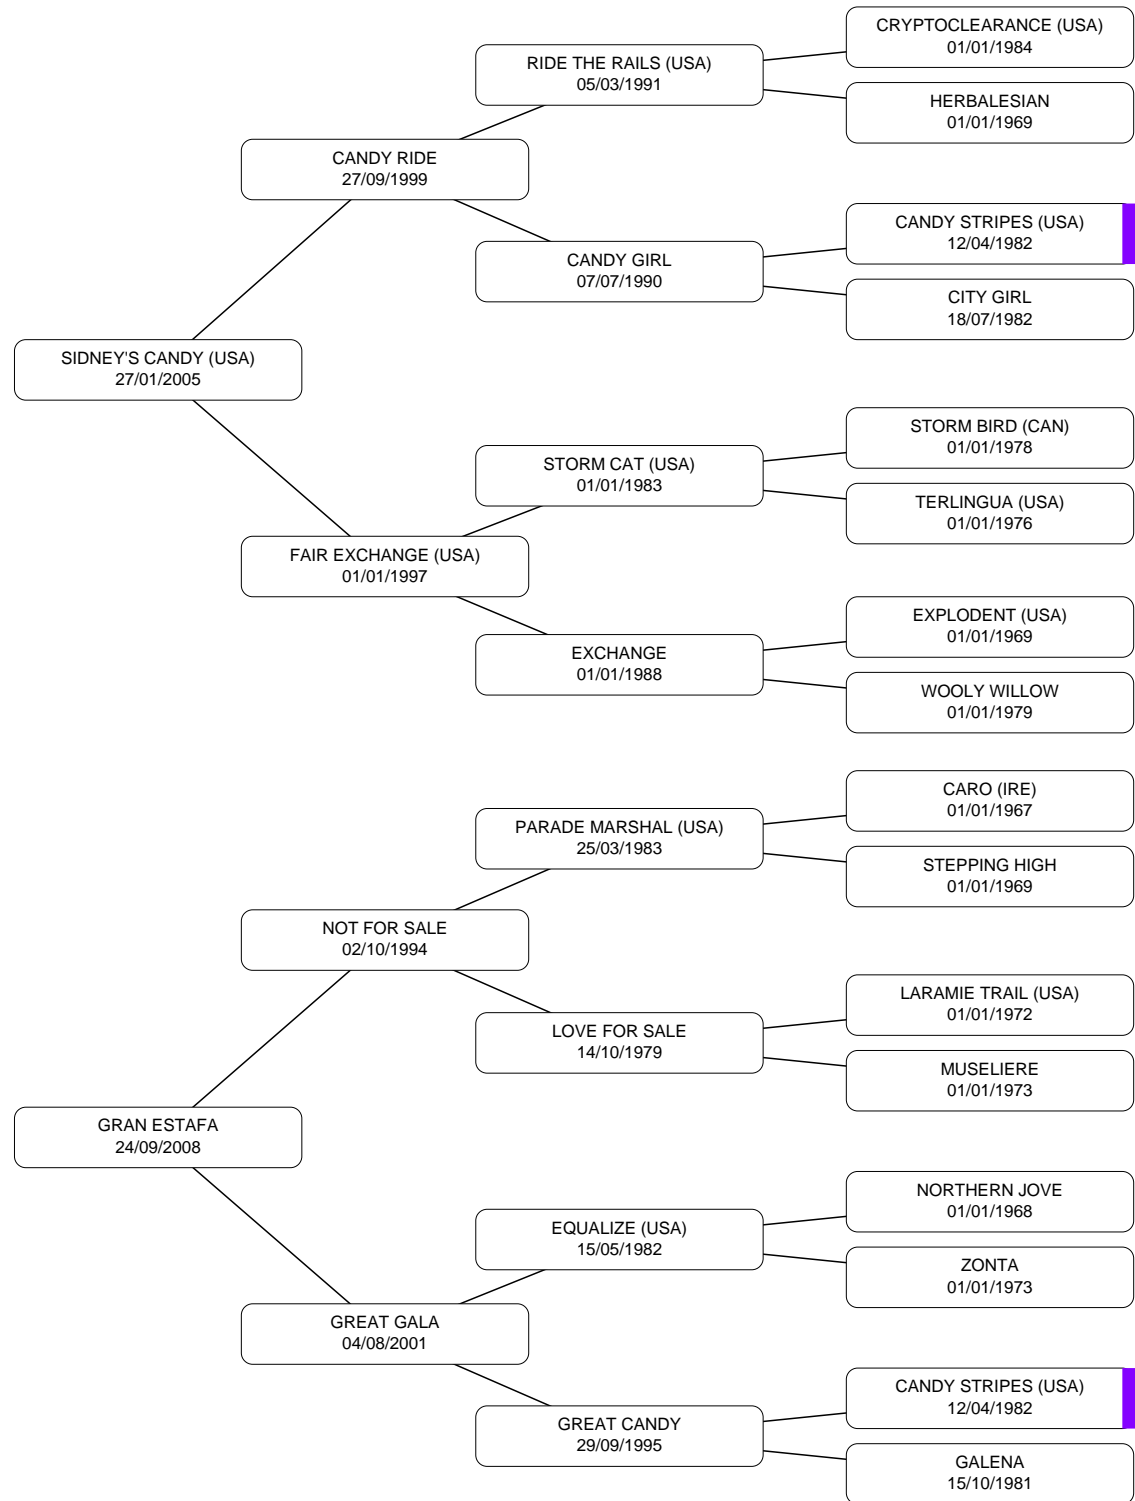 CRYPTOCLEARANCE (USA)
01/01/1984
RIDE THE RAILS (USA)
05/03/1991
HERBALESIAN
01/01/1969
CANDY RIDE
27/09/1999
CANDY STRIPES (USA)
12/04/1982
CANDY GIRL
07/07/1990
CITY GIRL
18/07/1982
SIDNEY'S CANDY (USA)
27/01/2005
STORM BIRD (CAN)
01/01/1978
STORM CAT (USA)
01/01/1983
TERLINGUA (USA)
01/01/1976
FAIR EXCHANGE (USA)
01/01/1997
EXPLODENT (USA)
01/01/1969
EXCHANGE
01/01/1988
WOOLY WILLOW
01/01/1979
CARO (IRE)
01/01/1967
PARADE MARSHAL (USA)
25/03/1983
STEPPING HIGH
01/01/1969
NOT FOR SALE
02/10/1994
LARAMIE TRAIL (USA)
01/01/1972
LOVE FOR SALE
14/10/1979
MUSELIERE
01/01/1973
GRAN ESTAFA
24/09/2008
NORTHERN JOVE
01/01/1968
EQUALIZE (USA)
15/05/1982
ZONTA
01/01/1973
GREAT GALA
04/08/2001
CANDY STRIPES (USA)
12/04/1982
GREAT CANDY
29/09/1995
GALENA
15/10/1981